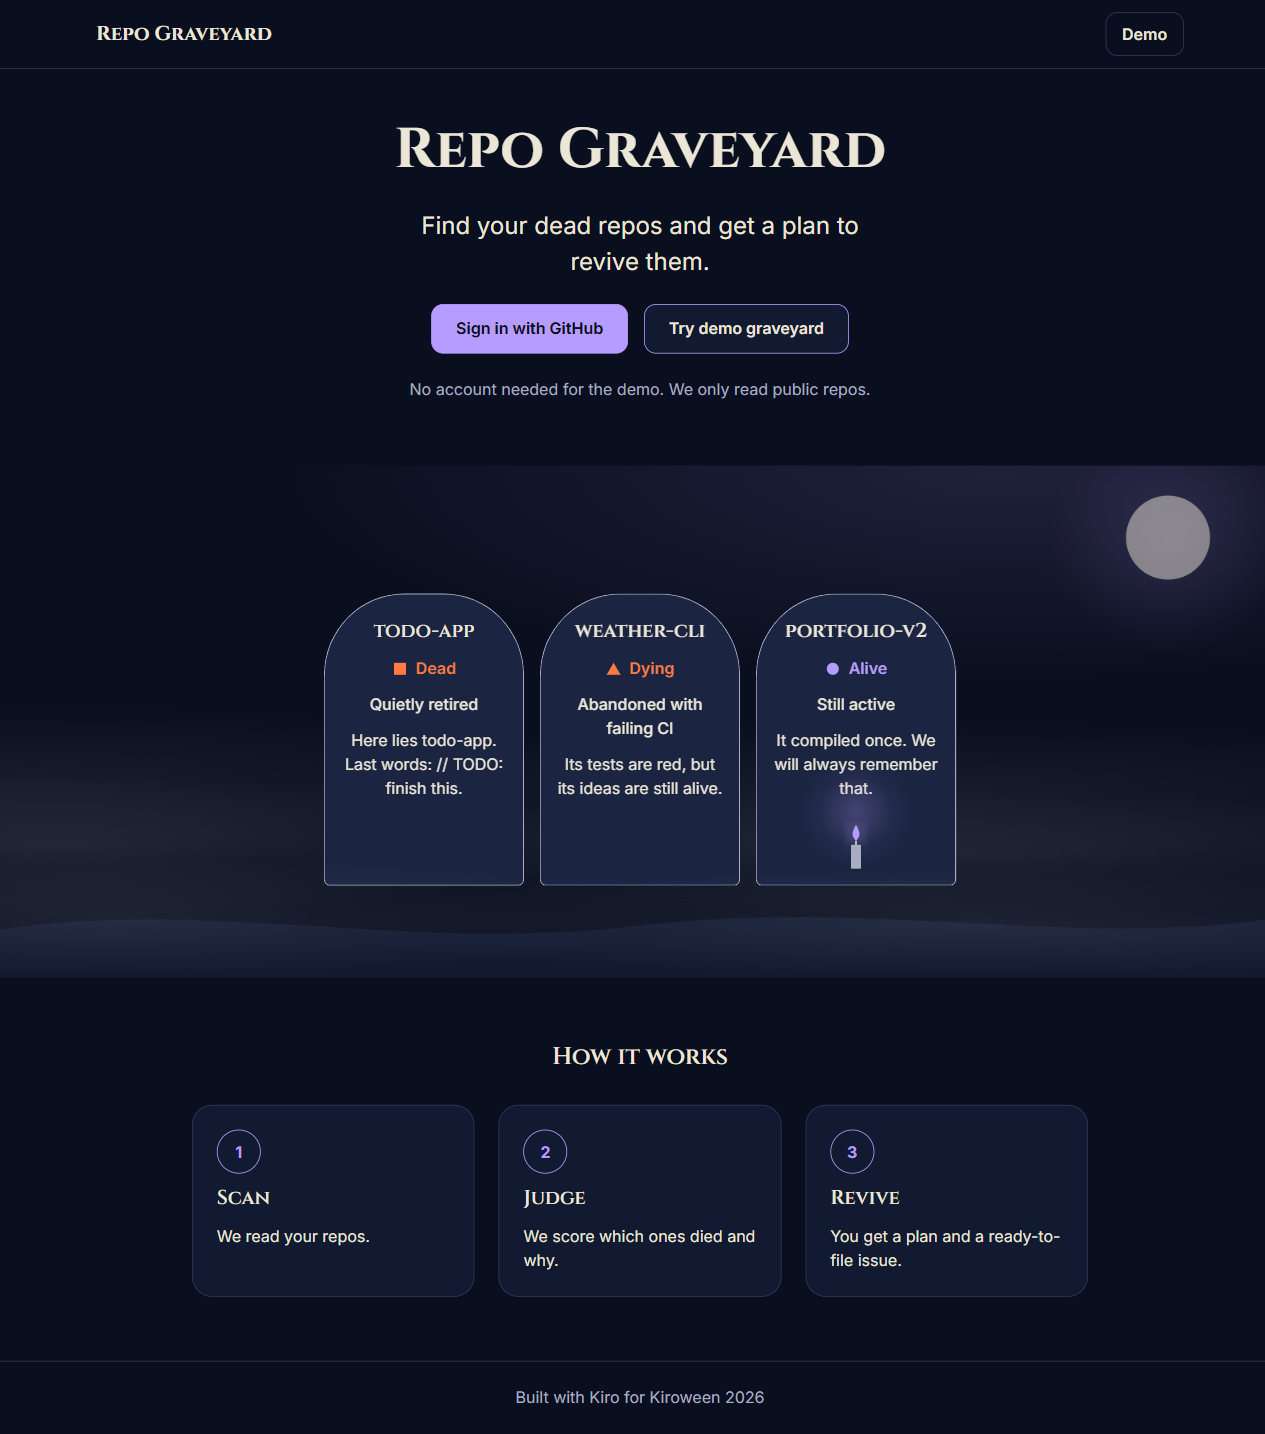 Repo Graveyard
Demo
Repo Graveyard
Find your dead repos and get a plan to
revive them.
Sign in with GitHub
Try demo graveyard
No account needed for the demo. We only read public repos.
todo-app
Dead
Quietly retired
Here lies todo-app.
Last words: // TODO:
finish this.
weather-cli
Dying
Abandoned with
failing CI
Its tests are red, but
its ideas are still alive.
portfolio-v2
Alive
Still active
It compiled once. We
will always remember
that.
How it works
1
Scan
We read your repos.
2
Judge
We score which ones died and
why.
3
Revive
You get a plan and a ready-to-
file issue.
Built with Kiro for Kiroween 2026